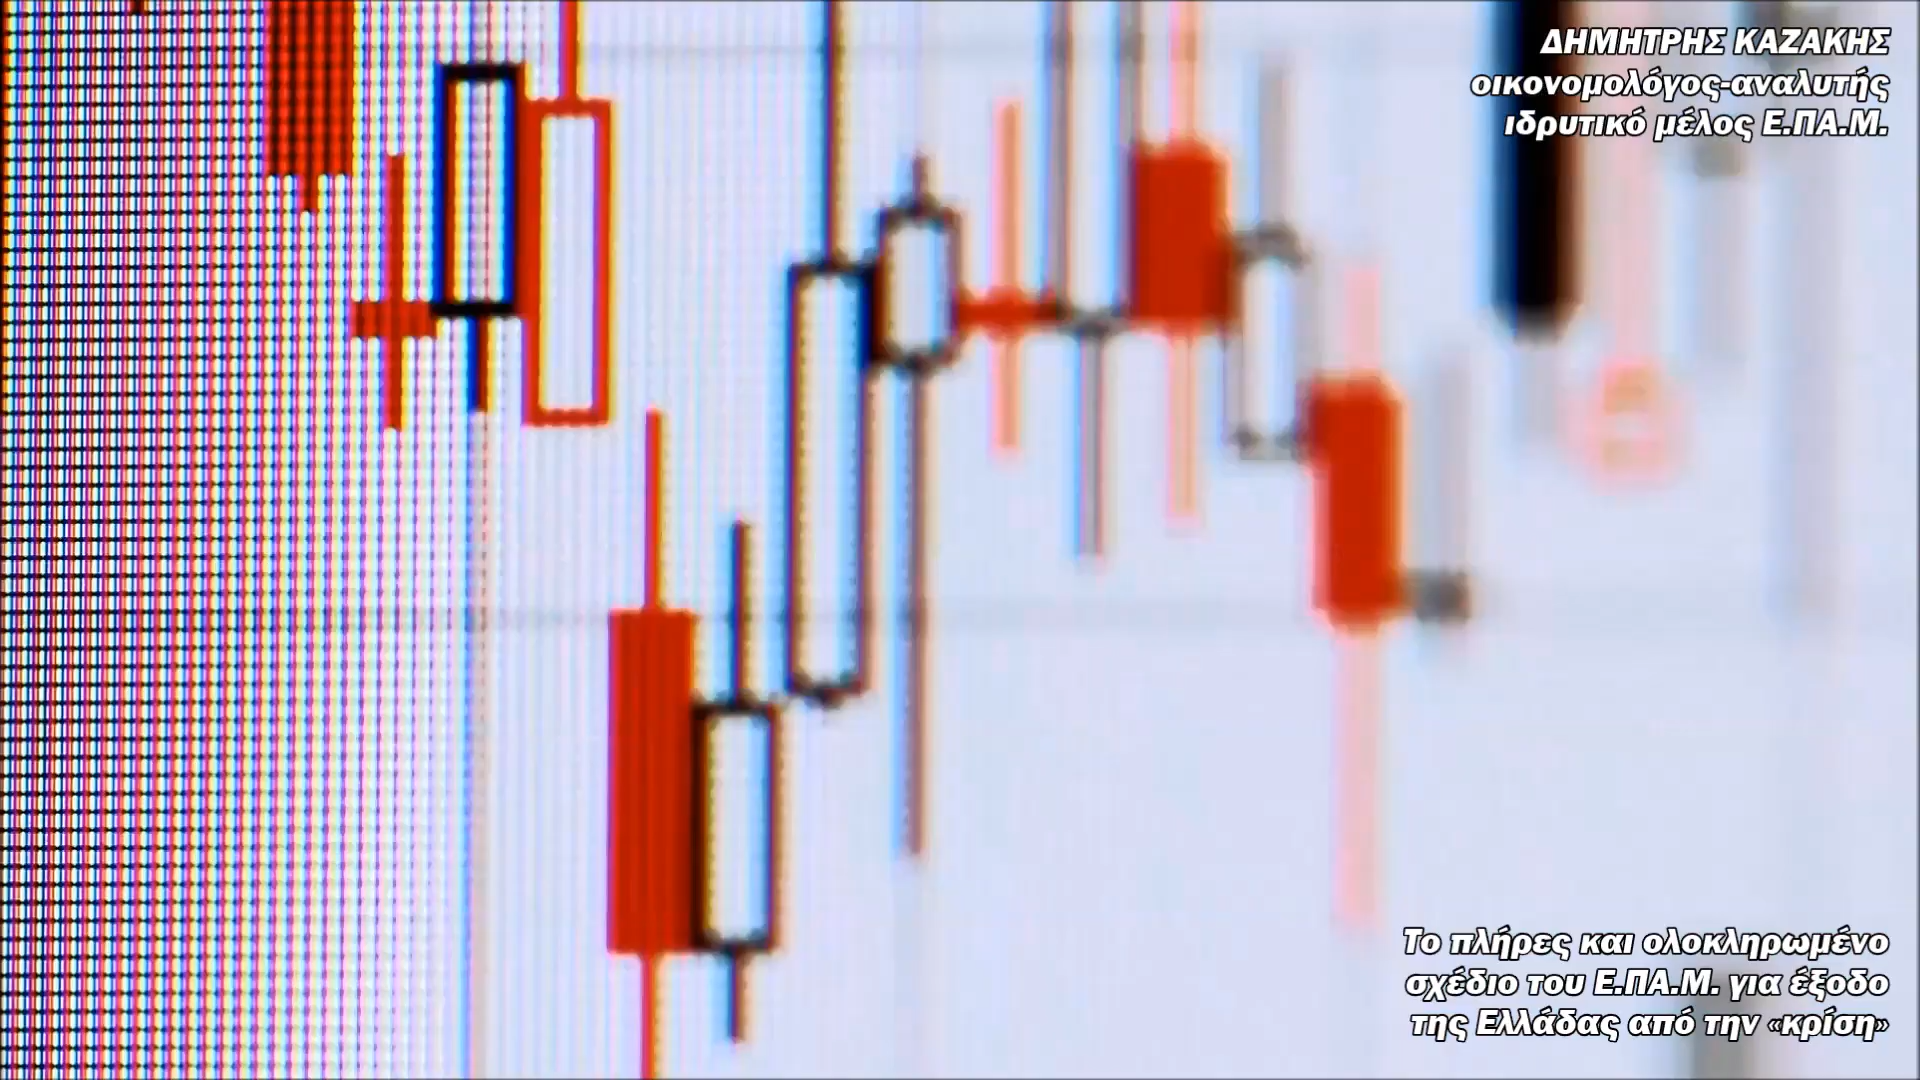 ΔΗΜΗΤΡΗΣ ΚΑΖΑΚΗΣ
οικονομολόγος-αναλυτής
ιδρυτικό μέλος Ε.ΠΑ.Μ.
Το πλήρες και ολοκληρωμένο
σχέδιο του Ε.ΠΑ.Μ. για έξοδο
της Ελλάδας από την «κρίση»